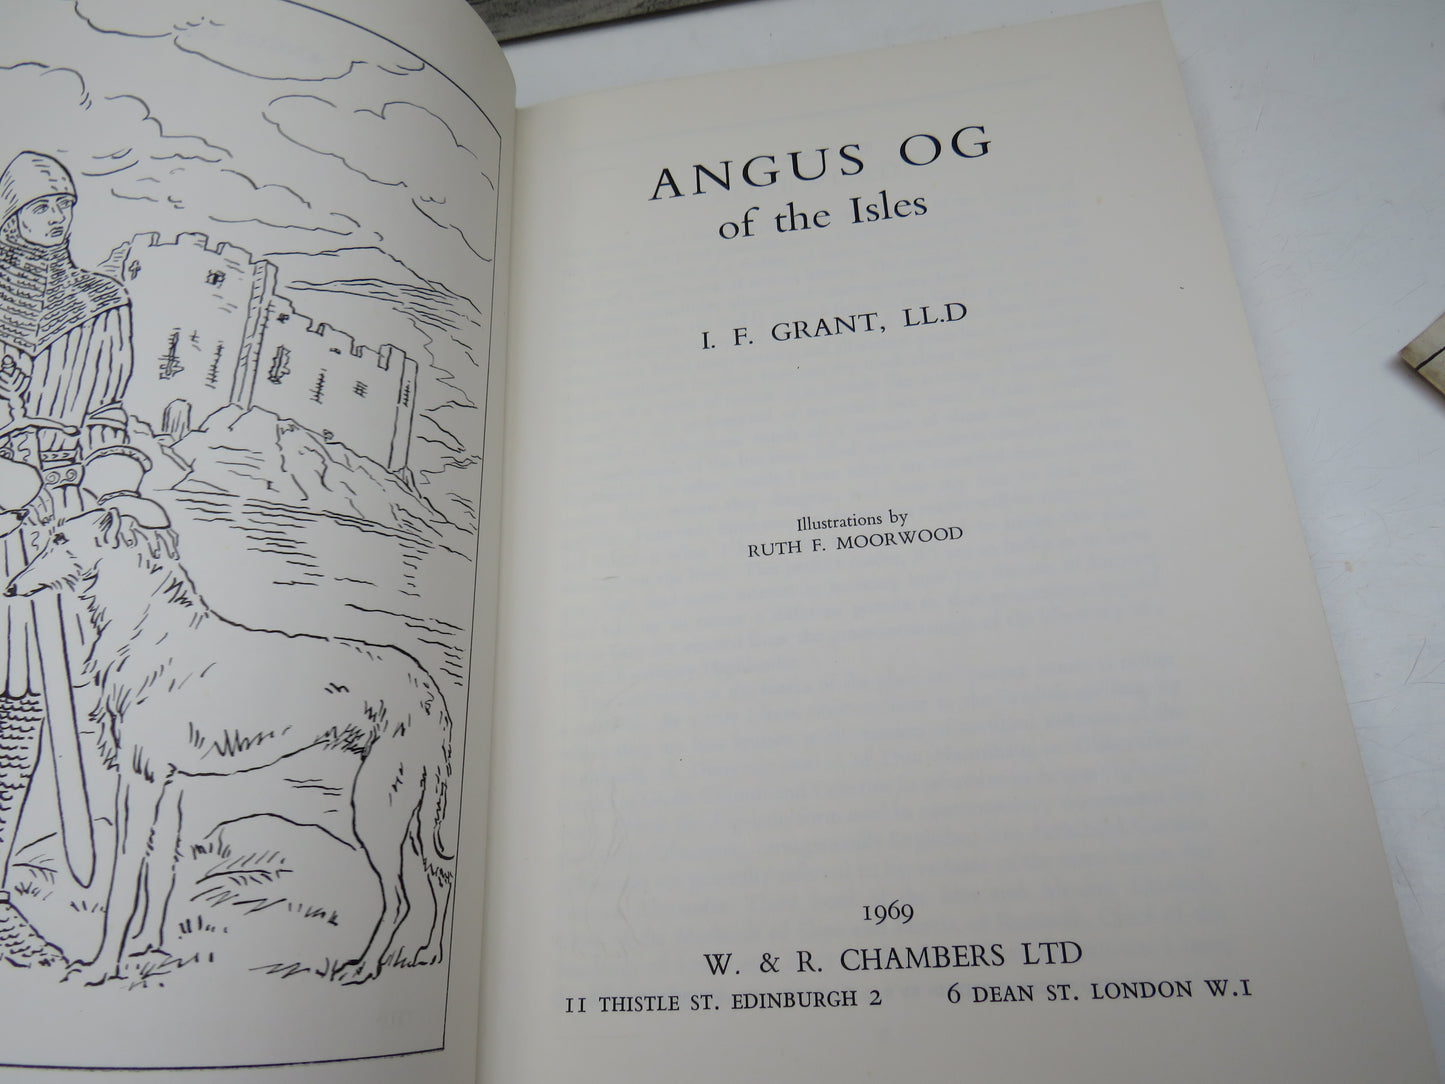 ANGUS OG
of the Isles
I. F. GRANT, LL.D
Illustrations by
RUTH F. MOORWOOD
1969
W. & R. CHAMBERS LTD
11 THISTLE ST. EDINBURGH 2 6 DEAN ST. LONDON W.1